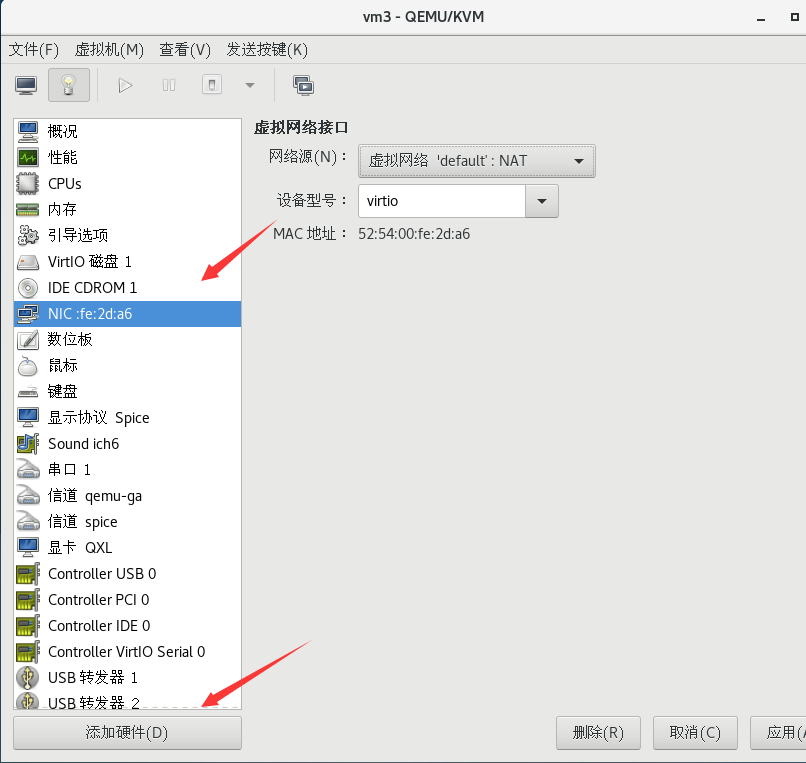 vm3 - QEMU/KVM
文件(F) 虚拟机(M) 查看(V) 发送按键(K)
概况
性能
CPUs
内存
引导选项
VirtIO 磁盘 1
IDE CDROM 1
NIC :fe:2d:a6
数位板
鼠标
键盘
显示协议 Spice
Sound ich6
串口 1
信道 qemu-ga
信道 spice
显卡 QXL
Controller USB 0
Controller PCI 0
Controller IDE 0
Controller VirtIO Serial 0
USB 转发器 1
USB 转发器 2
添加硬件(D)
虚拟网络接口
网络源(N)： 虚拟网络 'default' : NAT
设备型号： virtio
MAC 地址： 52:54:00:fe:2d:a6
删除(R) 取消(C) 应用(A